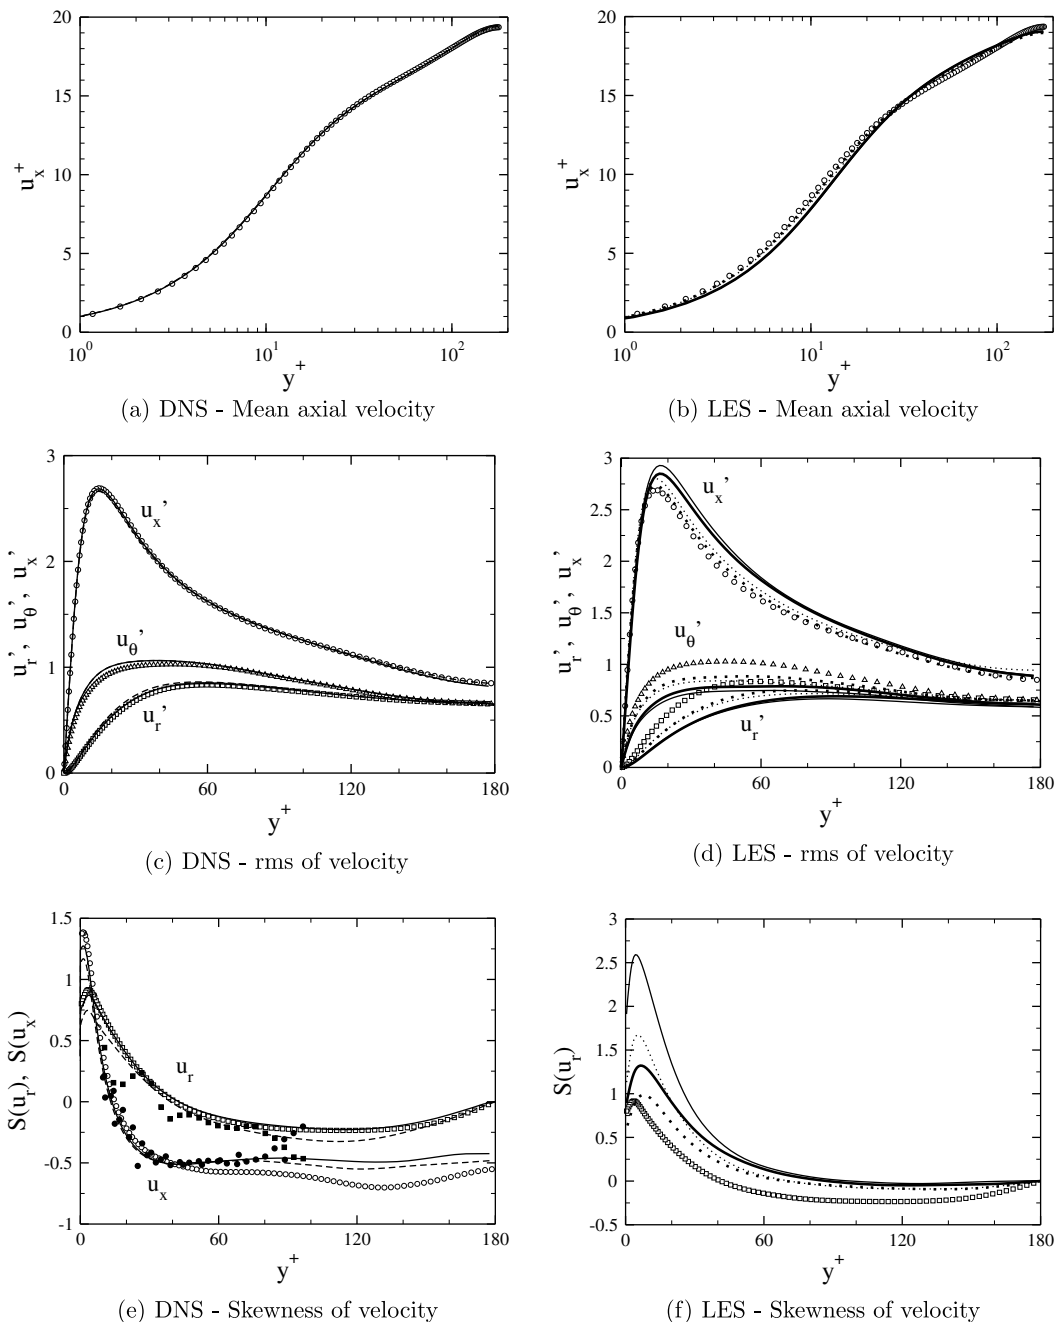 20
15
10
5
0
u_x^+
10^0
10^1
10^2
y^+
(a) DNS - Mean axial velocity
20
15
10
5
0
u_x^+
10^0
10^1
10^2
y^+
(b) LES - Mean axial velocity
3
2
1
0
u_r', u_θ', u_x'
u_x'
u_θ'
u_r'
0
60
120
180
y^+
(c) DNS - rms of velocity
3
2.5
2
1.5
1
0.5
0
u_r', u_θ', u_x'
u_x'
u_θ'
u_r'
0
60
120
180
y^+
(d) LES - rms of velocity
1.5
1
0.5
0
-0.5
-1
S(u_r), S(u_x)
u_r
u_x
0
60
120
180
y^+
(e) DNS - Skewness of velocity
3
2.5
2
1.5
1
0.5
0
-0.5
S(u_r)
0
60
120
180
y^+
(f) LES - Skewness of velocity